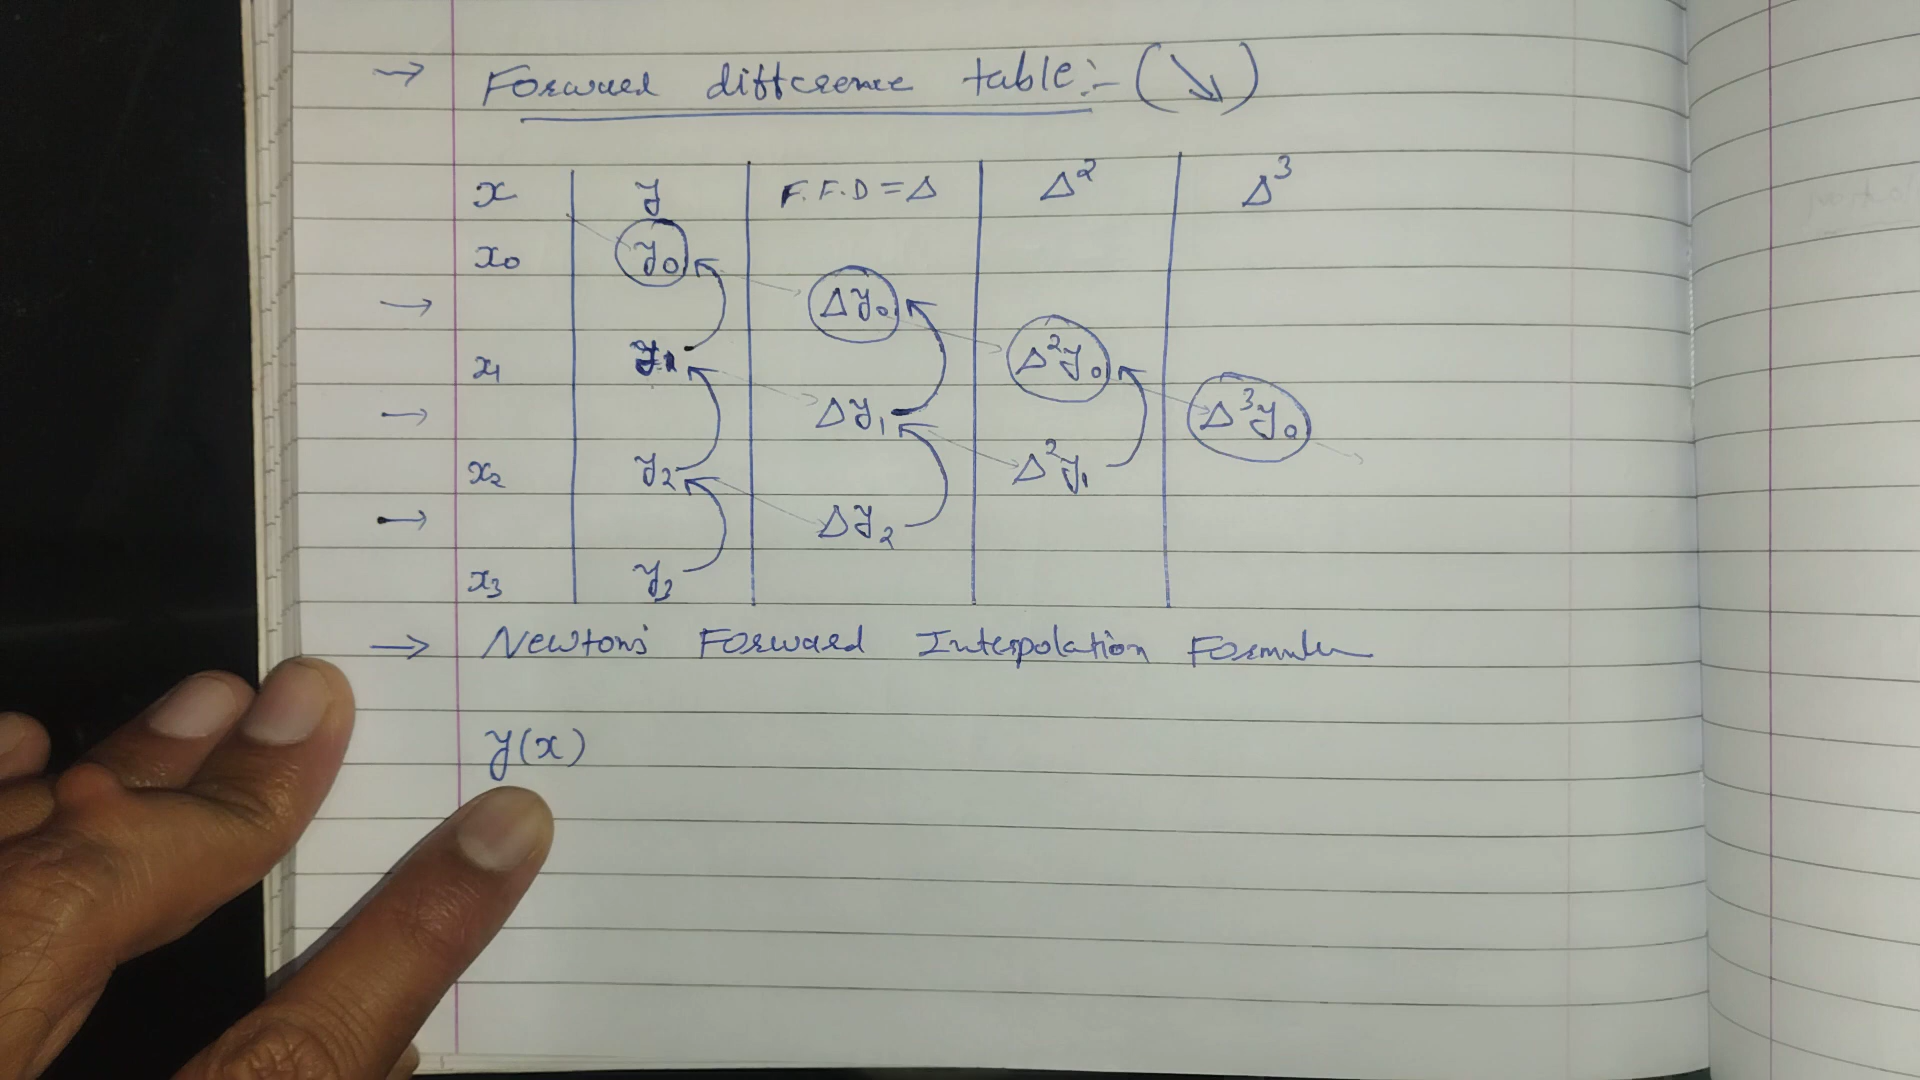 → Forward difference table:- (↘)
x y F.F.D = Δ Δ² Δ³
x₀ y₀
→ Δy₀
x₁ y₁ Δ²y₀
→ Δy₁ Δ³y₀
x₂ y₂ Δ²y₁
→ Δy₂
x₃ y₃
→ Newton's Forward Interpolation Formula
y(x)